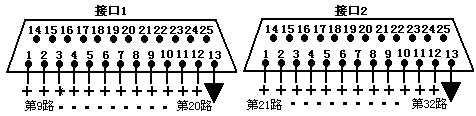 接口1
14 15 16 17 18 19 20 21 22 23 24 25
1 2 3 4 5 6 7 8 9 10 11 12 13
+ + + + + + + + + + + +
第9路 - - - - - - - - - 第20路
接口2
14 15 16 17 18 19 20 21 22 23 24 25
1 2 3 4 5 6 7 8 9 10 11 12 13
+ + + + + + + + + + + +
第21路 - - - - - - - - - 第32路